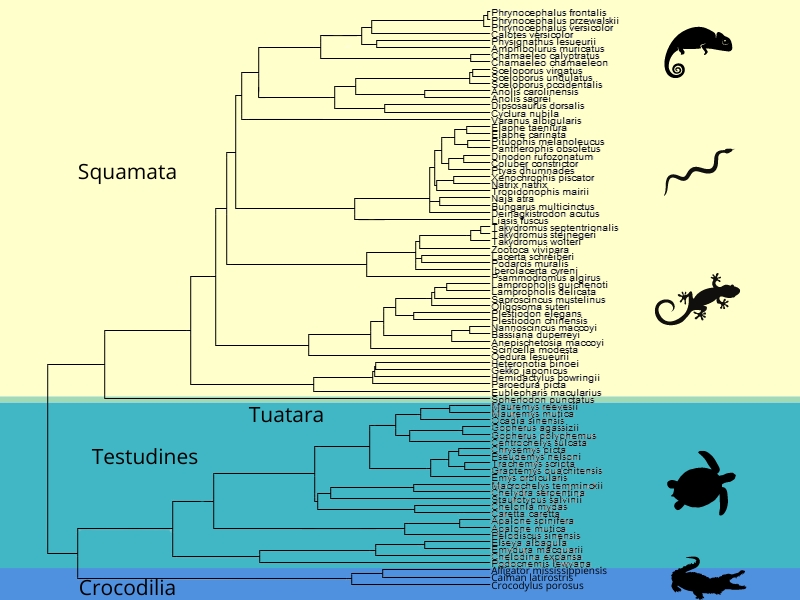 Phrynocephalus frontalis
Phrynocephalus przewalskii
Phrynocephalus versicolor
Calotes versicolor
Physignathus lesueurii
Amphibolurus muricatus
Chamaeleo calyptratus
Chamaeleo chamaeleon
Sceloporus virgatus
Sceloporus undulatus
Sceloporus occidentalis
Anolis carolinensis
Anolis sagrei
Dipsosaurus dorsalis
Cyclura nubila
Varanus albigularis
Elaphe taeniura
Elaphe carinata
Pituophis melanoleucus
Pantherophis obsoletus
Dinodon rufozonatum
Coluber constrictor
Ptyas dhumnades
Xenochrophis piscator
Natrix natrix
Tropidonophis mairii
Naja atra
Bungarus multicinctus
Deinagkistrodon acutus
Liasis fuscus
Squamata
Takydromus septentrionalis
Takydromus stejnegeri
Takydromus wolteri
Zootoca vivipara
Lacerta schreiberi
Podarcis muralis
Iberolacerta cyreni
Psammodromus algirus
Lampropholis guichenoti
Lampropholis delicata
Saproscincus mustelinus
Oligosoma suteri
Plestiodon elegans
Plestiodon chinensis
Nannoscincus maccoyi
Bassiana duperreyi
Anepischetosia maccoyi
Scincella modesta
Oedura lesueurii
Heteronotia binoei
Gekko japonicus
Hemidactylus bowringii
Paroedura picta
Eublepharis macularius
Sphenodon punctatus
Tuatara
Mauremys reevesii
Mauremys mutica
Ocadia sinensis
Gopherus agassizii
Gopherus polyphemus
Centrochelys sulcata
Chrysemys picta
Pseudemys nelsoni
Trachemys scripta
Graptemys ouachitensis
Emys orbicularis
Testudines
Macrochelys temminckii
Chelydra serpentina
Staurotypus salvinii
Chelonia mydas
Caretta caretta
Apalone spinifera
Apalone mutica
Pelodiscus sinensis
Elseya albagula
Emydura macquarii
Chelodina expansa
Podocnemis lewyana
Alligator mississippiensis
Caiman latirostris
Crocodylus porosus
Crocodilia